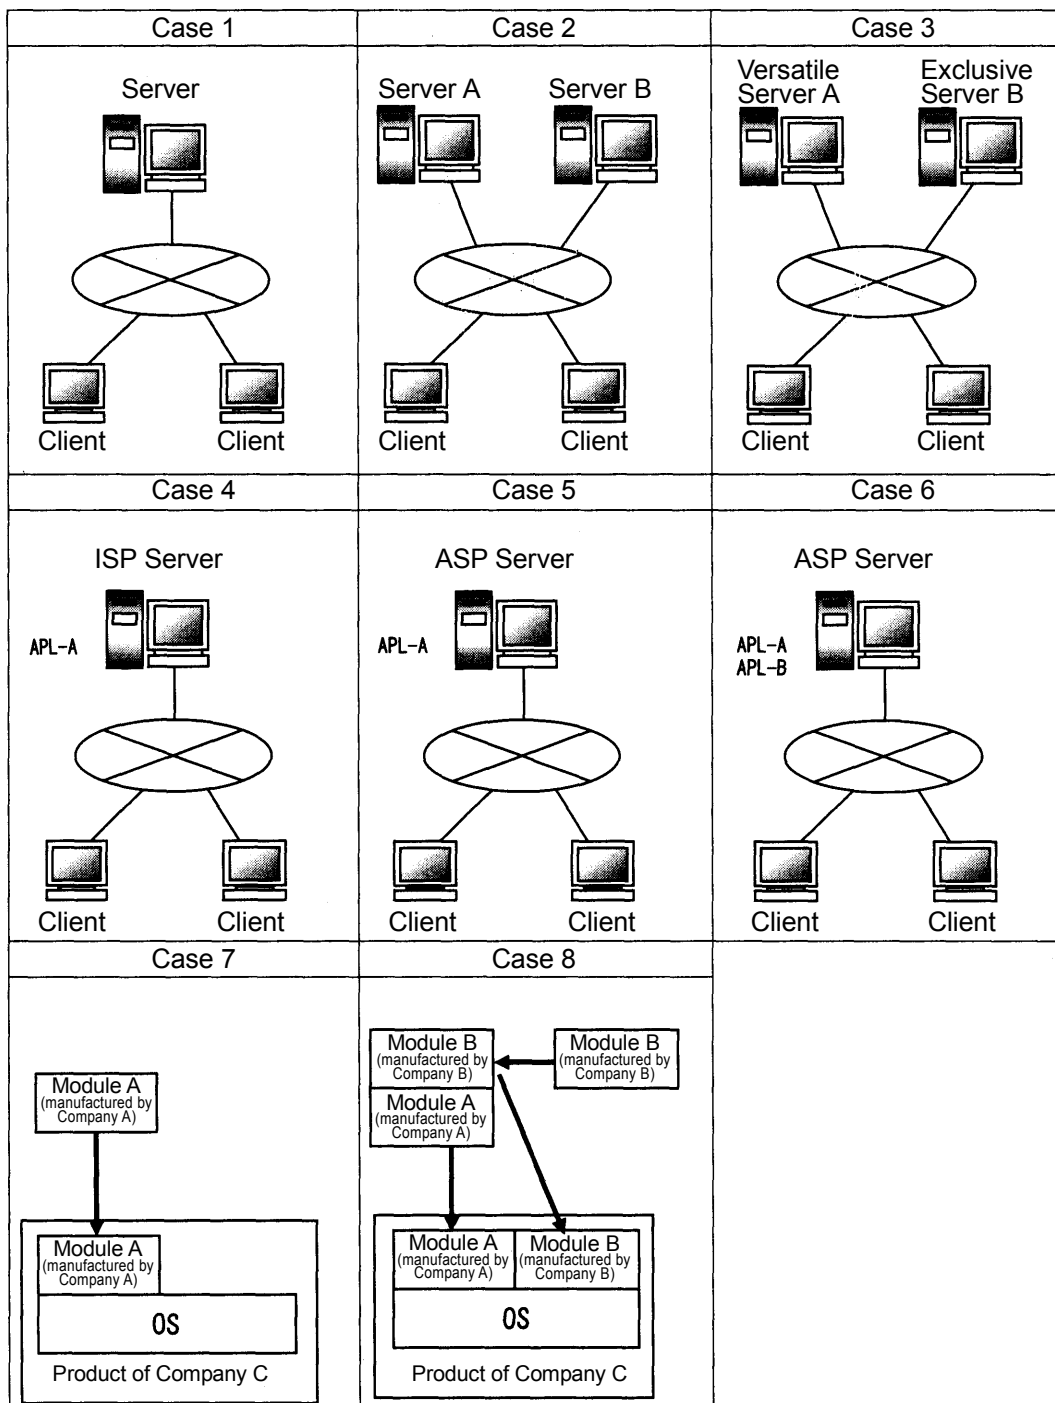 Case 1
Server
Client
Client
Case 2
Server A
Server B
Client
Client
Case 3
Versatile
Server A
Exclusive
Server B
Client
Client
Case 4
ISP Server
APL-A
Client
Client
Case 5
ASP Server
APL-A
Client
Client
Case 6
ASP Server
APL-A
APL-B
Client
Client
Case 7
Module A
(manufactured by
Company A)
Module A
(manufactured by
Company A)
OS
Product of Company C
Case 8
Module B
(manufactured by
Company B)
Module B
(manufactured by
Company B)
Module A
(manufactured by
Company A)
Module A
(manufactured by
Company A)
Module B
(manufactured by
Company B)
OS
Product of Company C